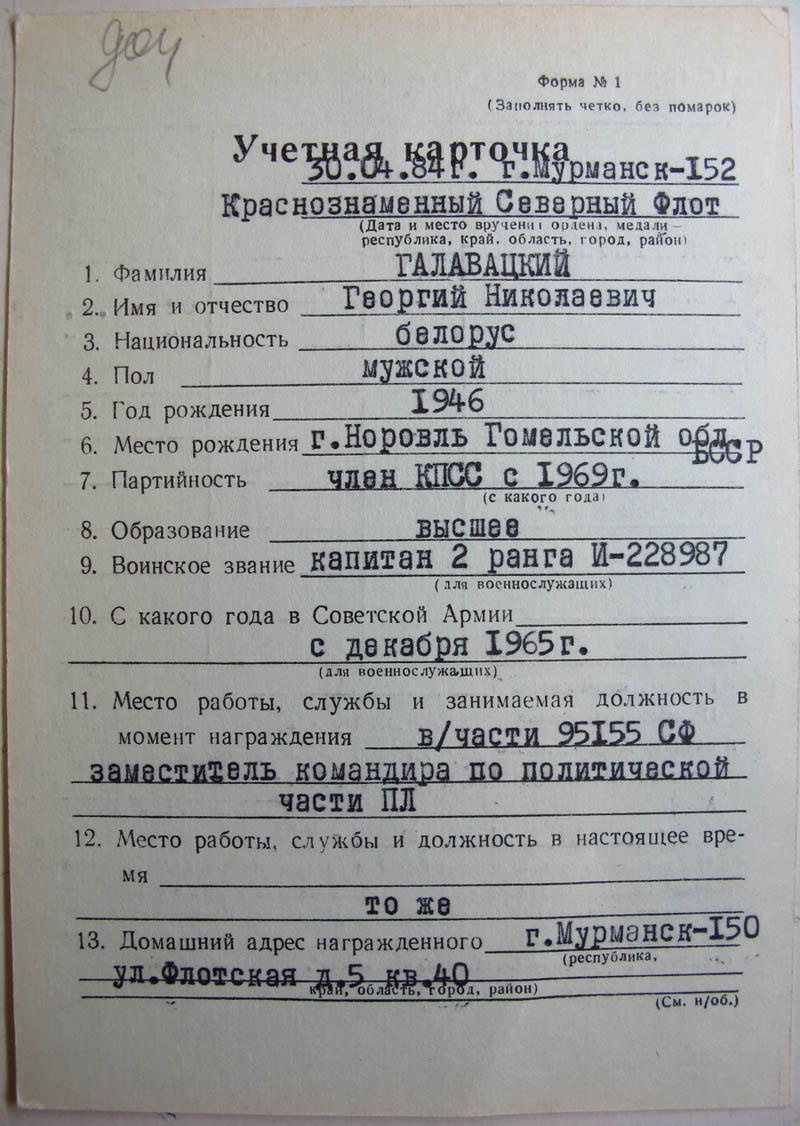 Форма № 1
(Заполнять четко, без помарок)
Учетная карточка
30.04.84г. г.Мурманск-152
Краснознаменный Северный Флот
(Дата и место вручения ордена, медали —
республика, край, область, город, район)
1. Фамилия ГАЛАВАЦКИЙ
2. Имя и отчество Георгий Николаевич
3. Национальность белорус
4. Пол мужской
5. Год рождения 1946
6. Место рождения г.Норовль Гомельской обл.
БССР
7. Партийность член КПСС с 1969г.
(с какого года)
8. Образование высшее
9. Воинское звание капитан 2 ранга И-228987
(для военнослужащих)
10. С какого года в Советской Армии
с декабря 1965г.
(для военнослужащих)
11. Место работы, службы и занимаемая должность в
момент награждения в/части 95155 СФ
заместитель командира по политической
части ПЛ
12. Место работы, службы и должность в настоящее вре-
мя
то же
13. Домашний адрес награжденного г.Мурманск-150
(республика,
ул.Флотская д.5 кв.40
край, область, город, район)
(См. н/об.)